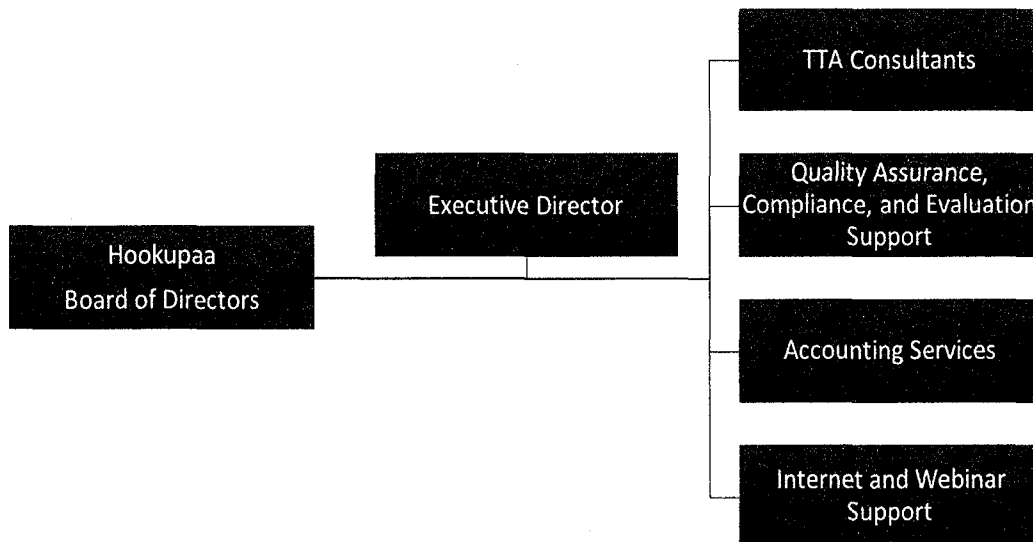 TTA Consultants
Quality Assurance,
Compliance, and Evaluation
Support
Executive Director
Hookupaa
Board of Directors
Accounting Services
Internet and Webinar
Support